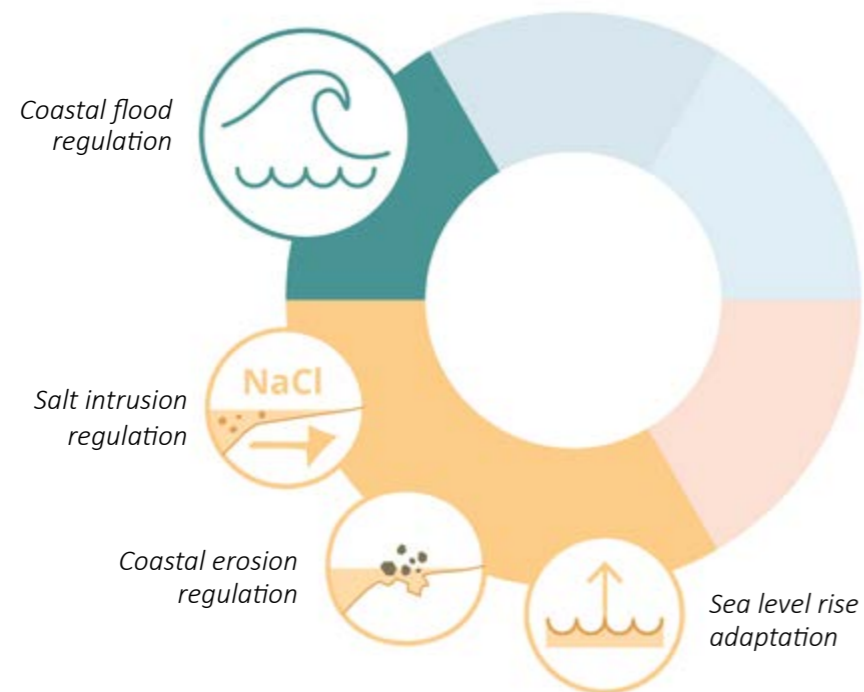 Coastal flood
regulation
NaCl
Salt intrusion
regulation
Coastal erosion
regulation
Sea level rise
adaptation